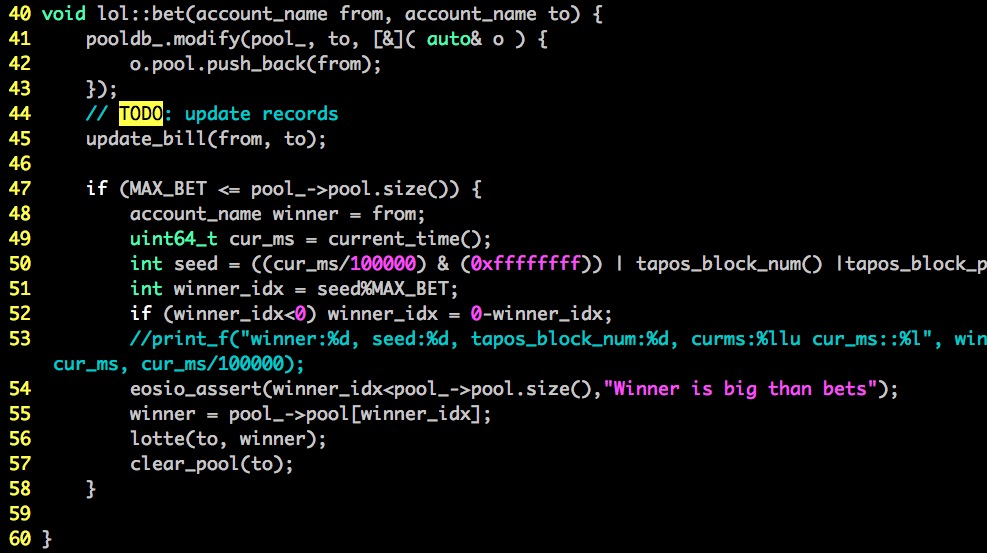 40 void lol::bet(account_name from, account_name to) {
41     pooldb_.modify(pool_, to, [&]( auto& o ) {
42         o.pool.push_back(from);
43     });
44     // TODO: update records
45     update_bill(from, to);
46
47     if (MAX_BET <= pool_->pool.size()) {
48         account_name winner = from;
49         uint64_t cur_ms = current_time();
50         int seed = ((cur_ms/100000) & (0xffffffff)) | tapos_block_num() |tapos_block_p
51         int winner_idx = seed%MAX_BET;
52         if (winner_idx<0) winner_idx = 0-winner_idx;
53         //print_f("winner:%d, seed:%d, tapos_block_num:%d, curms:%llu cur_ms::%l", win
    cur_ms, cur_ms/100000);
54         eosio_assert(winner_idx<pool_->pool.size(),"Winner is big than bets");
55         winner = pool_->pool[winner_idx];
56         lotte(to, winner);
57         clear_pool(to);
58     }
59
60 }